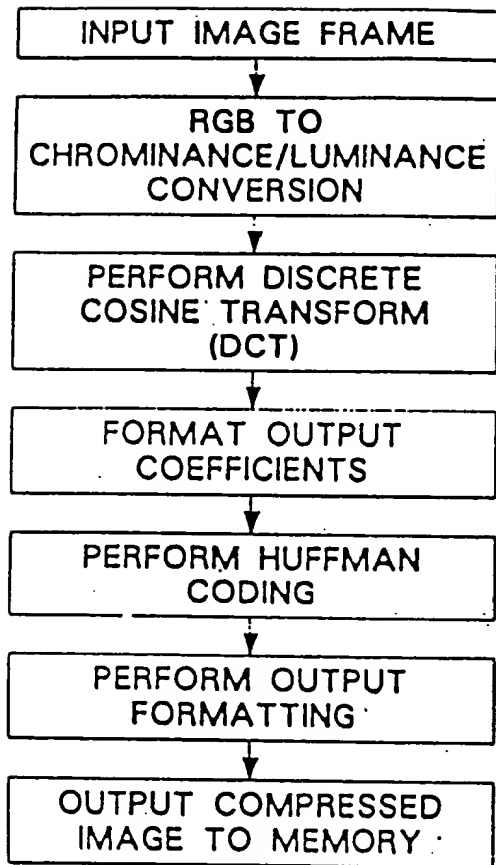 INPUT IMAGE FRAME
RGB TO
CHROMINANCE/LUMINANCE
CONVERSION
PERFORM DISCRETE
COSINE TRANSFORM
(DCT)
FORMAT OUTPUT
COEFFICIENTS
PERFORM HUFFMAN
CODING
PERFORM OUTPUT
FORMATTING
OUTPUT COMPRESSED
IMAGE TO MEMORY